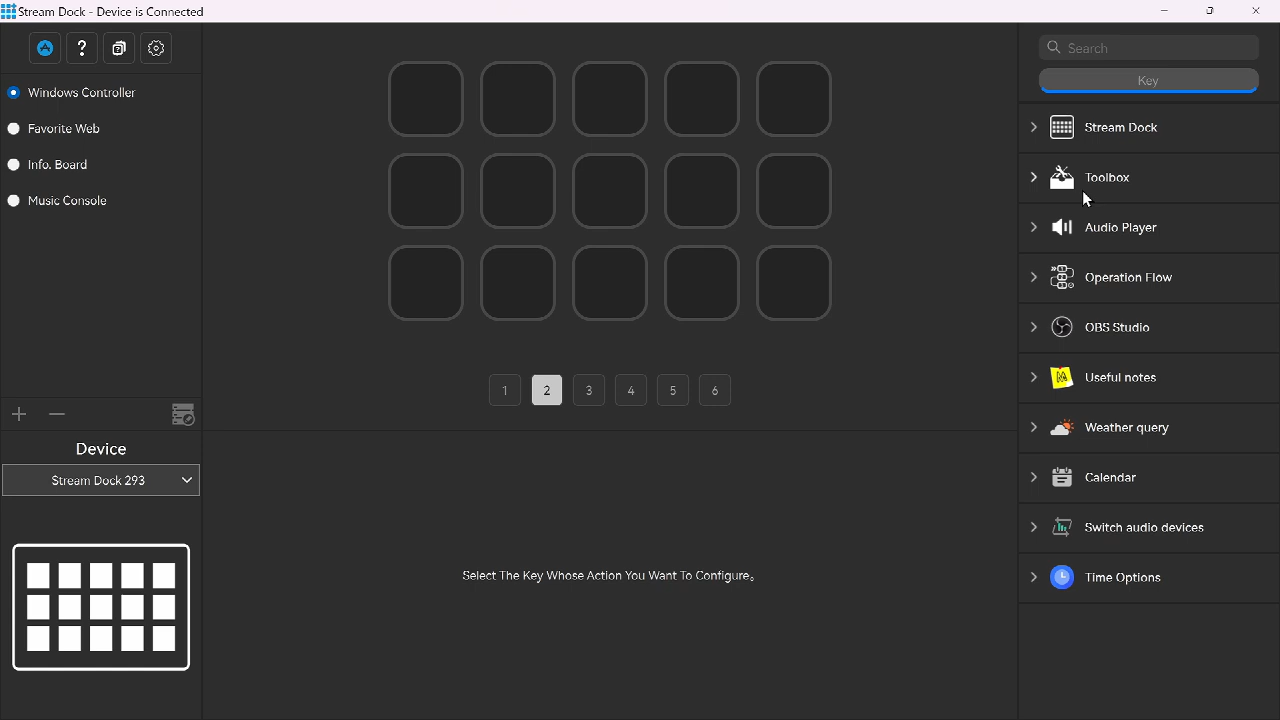 Stream Dock - Device is Connected
?
Windows Controller
Favorite Web
Info. Board
Music Console
Device
Stream Dock 293
1 2 3 4 5 6
Select The Key Whose Action You Want To Configure。
Search
Key
Stream Dock
Toolbox
Audio Player
Operation Flow
OBS Studio
Useful notes
Weather query
Calendar
Switch audio devices
Time Options